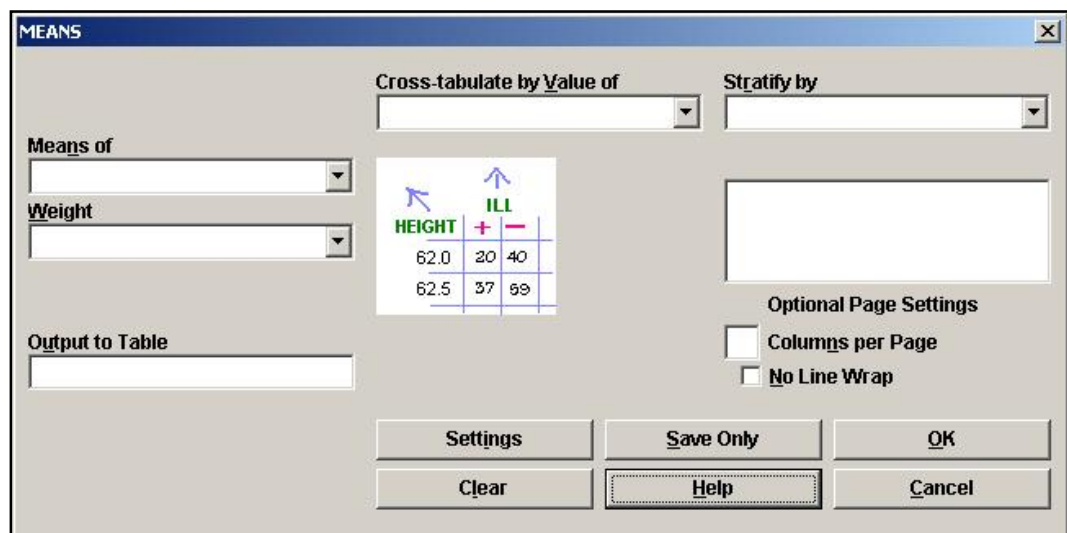 MEANS
Cross-tabulate by Value of
Stratify by
Means of
Weight
ILL
HEIGHT + −
62.0 20 40
62.5 37 99
Optional Page Settings
Columns per Page
No Line Wrap
Output to Table
Settings
Save Only
OK
Clear
Help
Cancel